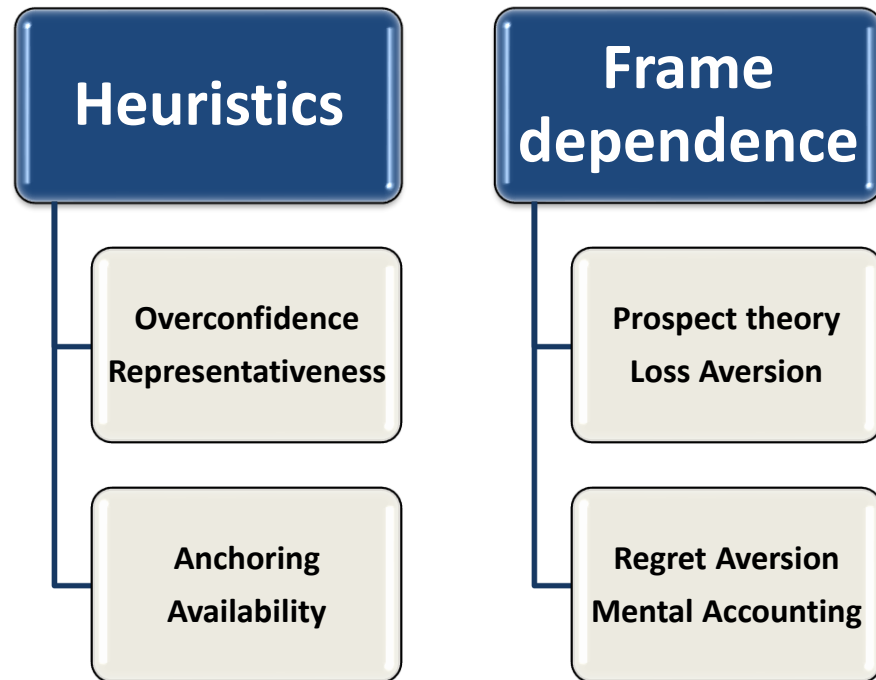 Heuristics
Overconfidence
Representativeness
Anchoring
Availability
Frame
dependence
Prospect theory
Loss Aversion
Regret Aversion
Mental Accounting